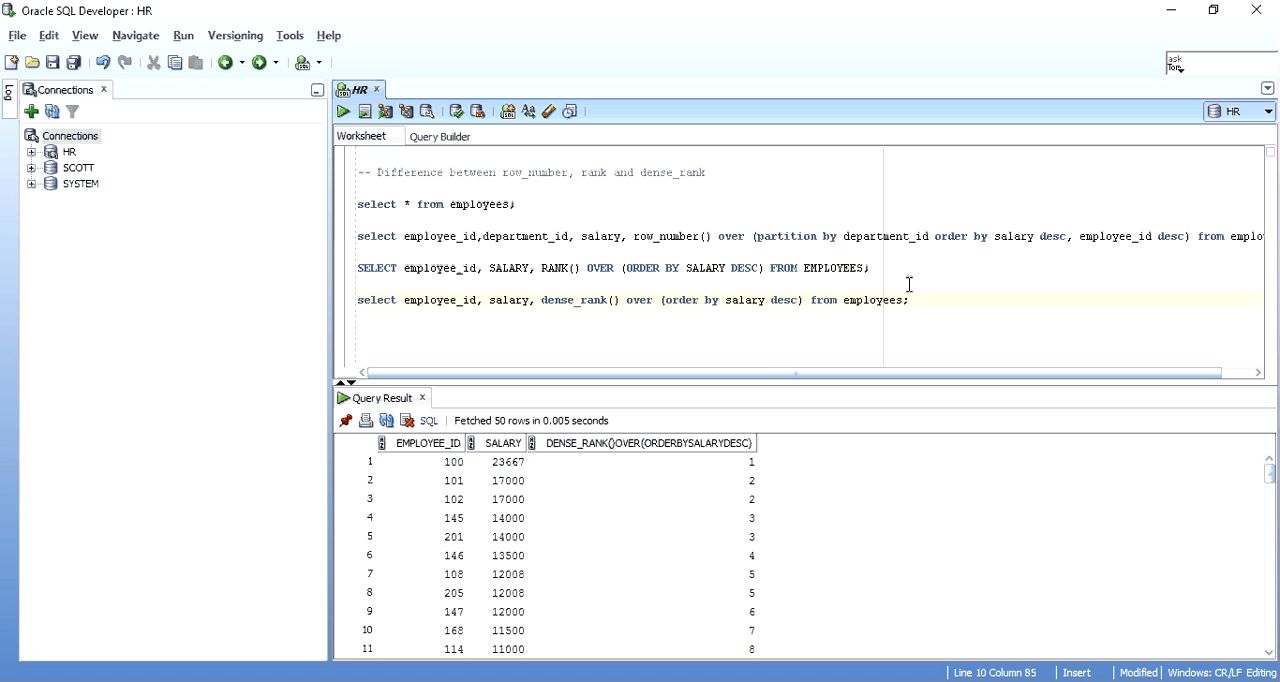 Oracle SQL Developer : HR
File Edit View Navigate Run Versioning Tools Help
ask
Tom
Log
Connections
Connections
HR
SCOTT
SYSTEM
HR
HR
Worksheet Query Builder
-- Difference between row_number, rank and dense_rank
select * from employees;
select employee_id,department_id, salary, row_number() over (partition by department_id order by salary desc, employee_id desc) from emplo
SELECT employee_id, SALARY, RANK() OVER (ORDER BY SALARY DESC) FROM EMPLOYEES;
select employee_id, salary, dense_rank() over (order by salary desc) from employees;
Query Result
SQL | Fetched 50 rows in 0.005 seconds
EMPLOYEE_ID SALARY DENSE_RANK()OVER(ORDERBYSALARYDESC)
1 100 23667 1
2 101 17000 2
3 102 17000 2
4 145 14000 3
5 201 14000 3
6 146 13500 4
7 108 12008 5
8 205 12008 5
9 147 12000 6
10 168 11500 7
11 114 11000 8
Line 10 Column 85 | Insert | Modified | Windows: CR/LF Editing